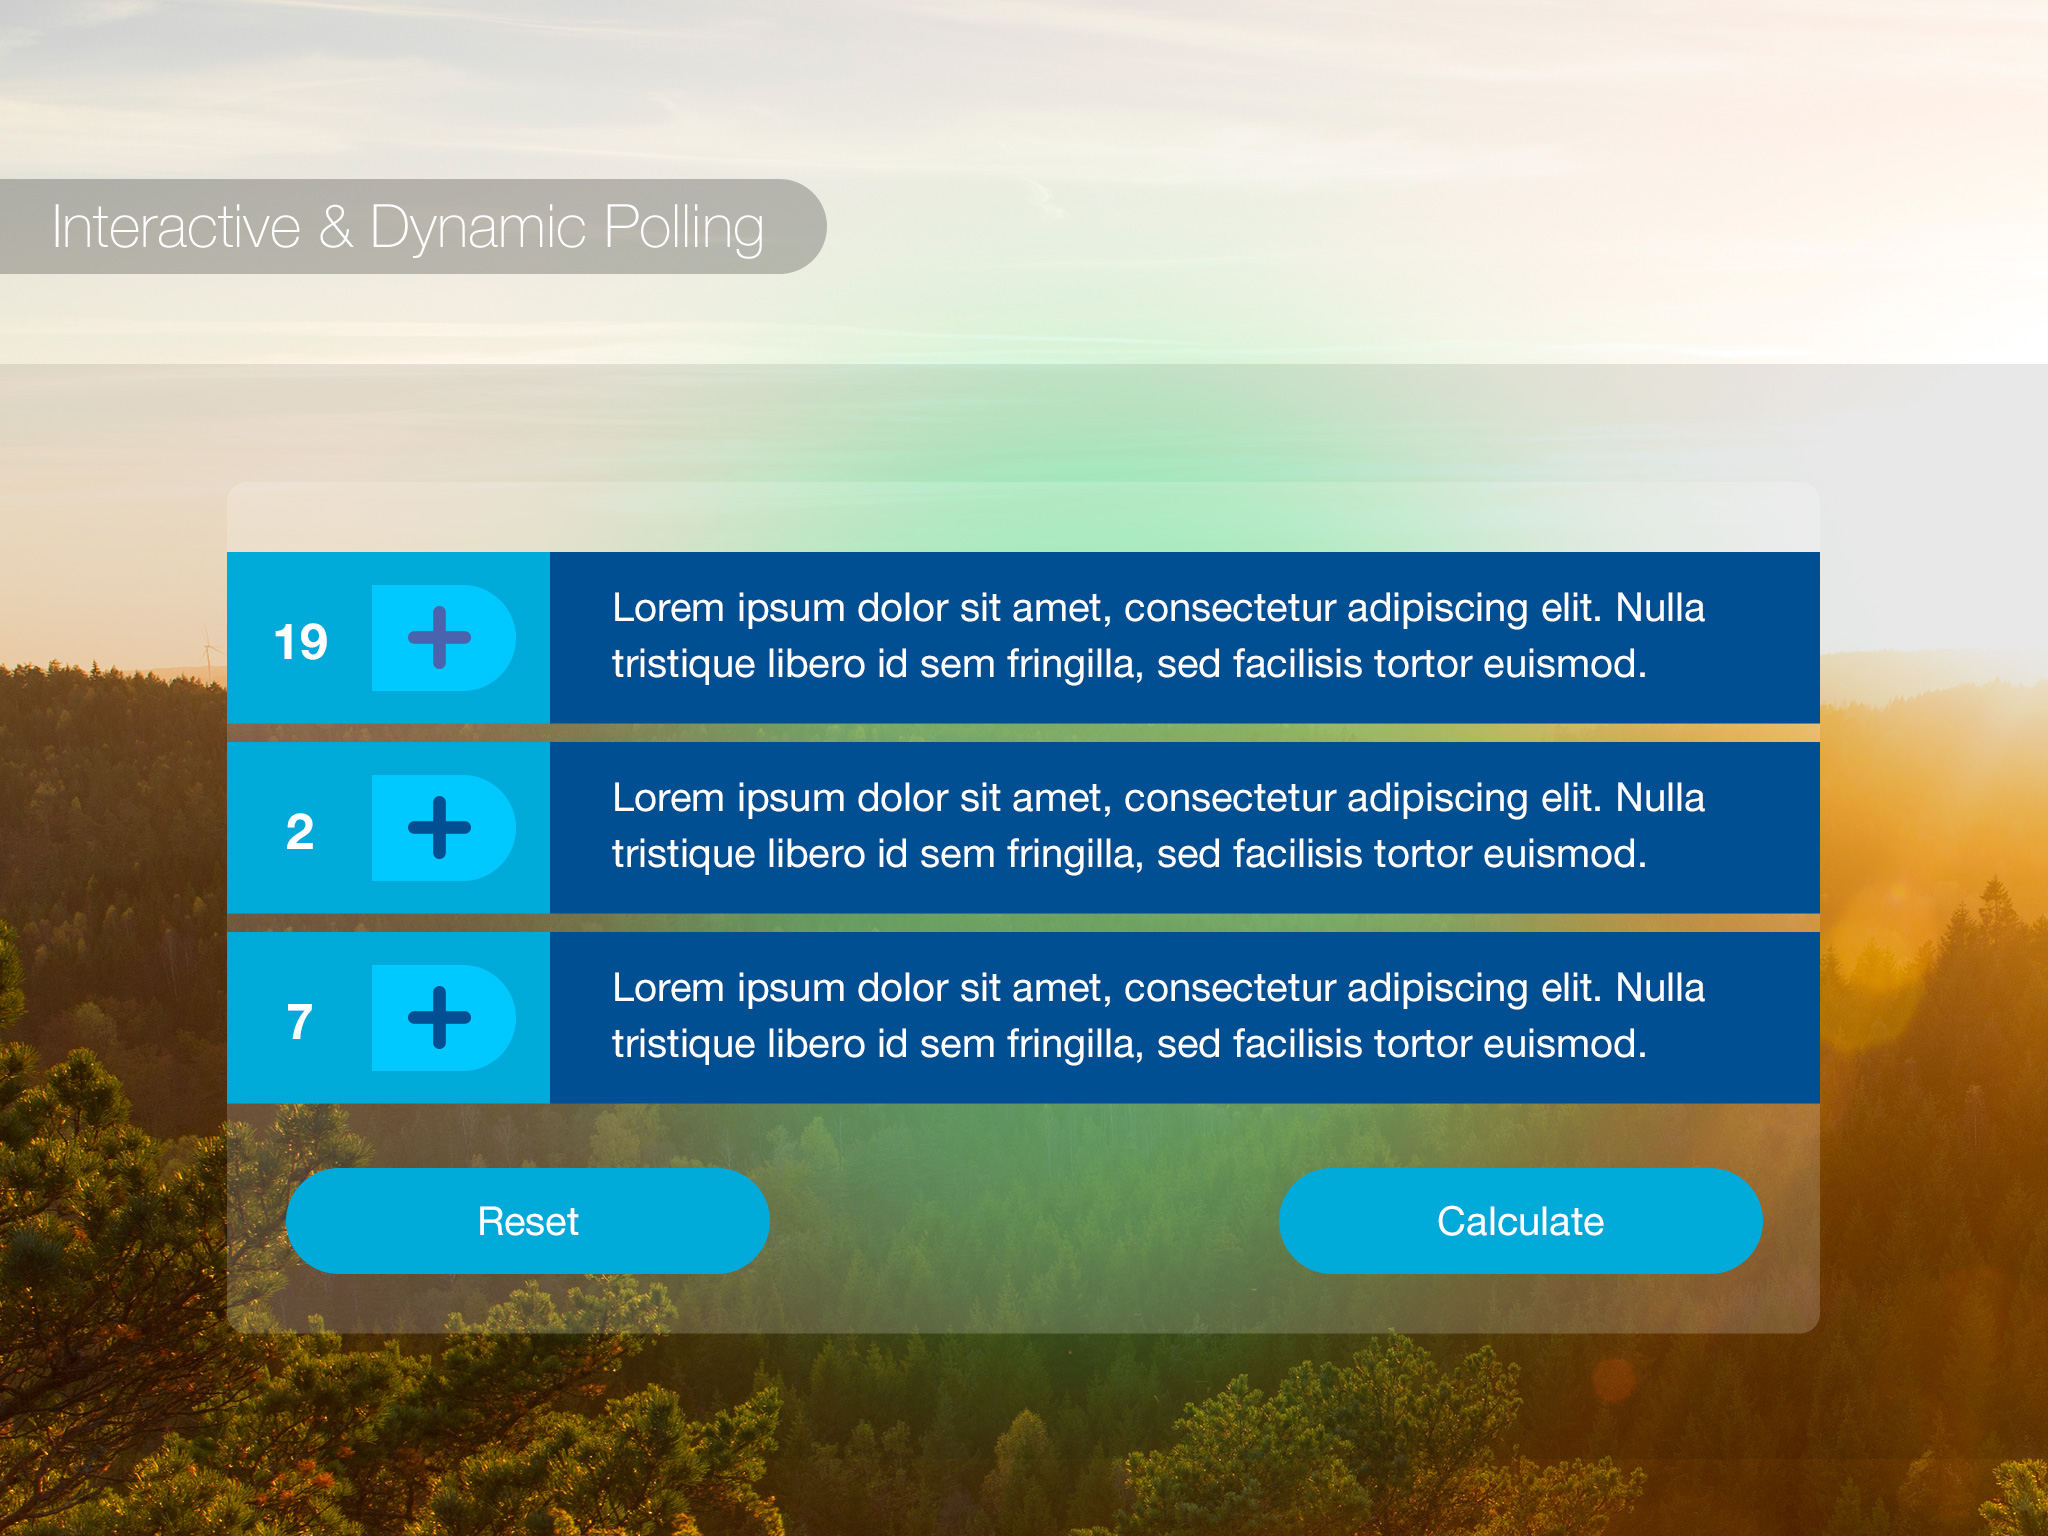 Interactive & Dynamic Polling
19
Lorem ipsum dolor sit amet, consectetur adipiscing elit. Nulla
tristique libero id sem fringilla, sed facilisis tortor euismod.
2
Lorem ipsum dolor sit amet, consectetur adipiscing elit. Nulla
tristique libero id sem fringilla, sed facilisis tortor euismod.
7
Lorem ipsum dolor sit amet, consectetur adipiscing elit. Nulla
tristique libero id sem fringilla, sed facilisis tortor euismod.
Reset
Calculate